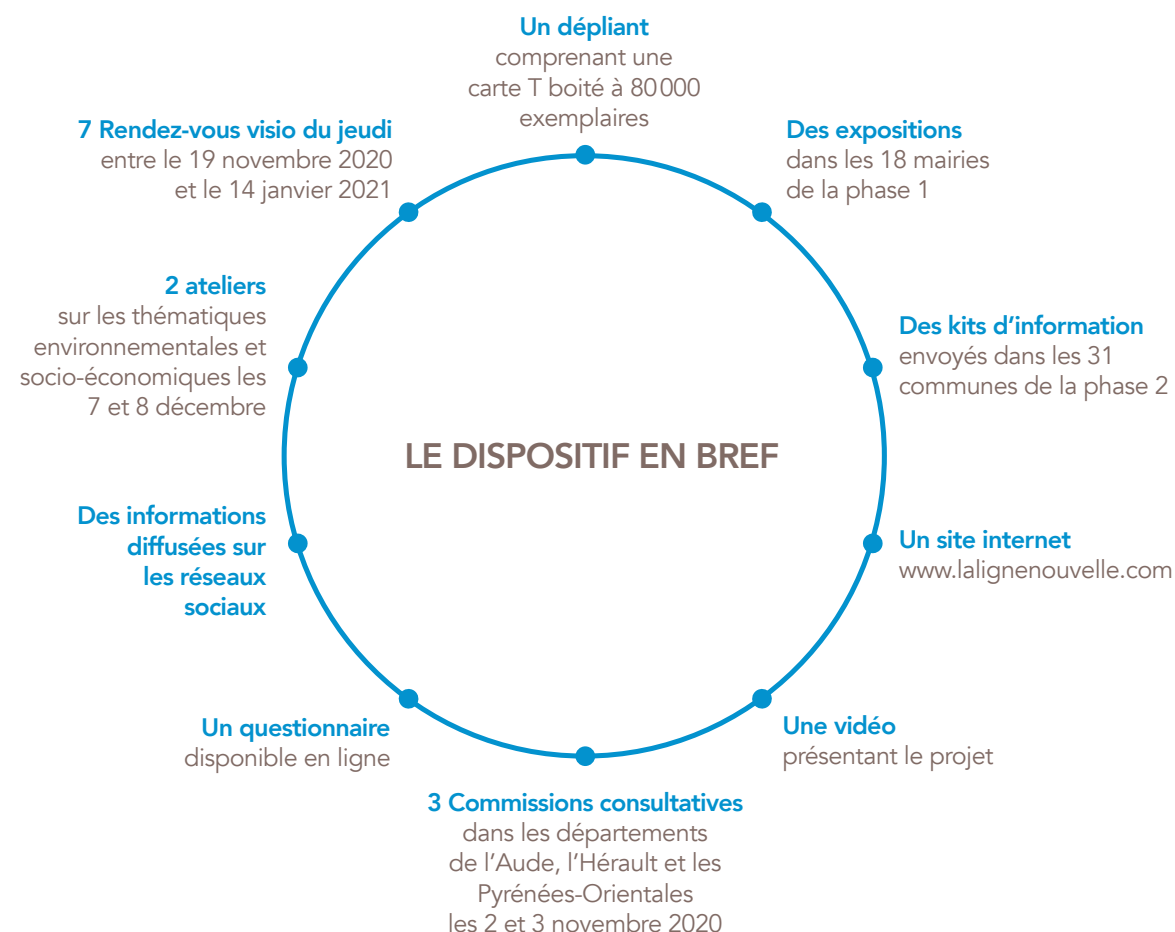 Un dépliant
comprenant une
carte T boité à 80 000
exemplaires
Des expositions
dans les 18 mairies
de la phase 1
Des kits d’information
envoyés dans les 31
communes de la phase 2
Un site internet
www.lalignenouvelle.com
Une vidéo
présentant le projet
3 Commissions consultatives
dans les départements
de l’Aude, l’Hérault et les
Pyrénées-Orientales
les 2 et 3 novembre 2020
Un questionnaire
disponible en ligne
Des informations
diffusées sur
les réseaux
sociaux
2 ateliers
sur les thématiques
environnementales et
socio-économiques les
7 et 8 décembre
7 Rendez-vous visio du jeudi
entre le 19 novembre 2020
et le 14 janvier 2021
LE DISPOSITIF EN BREF